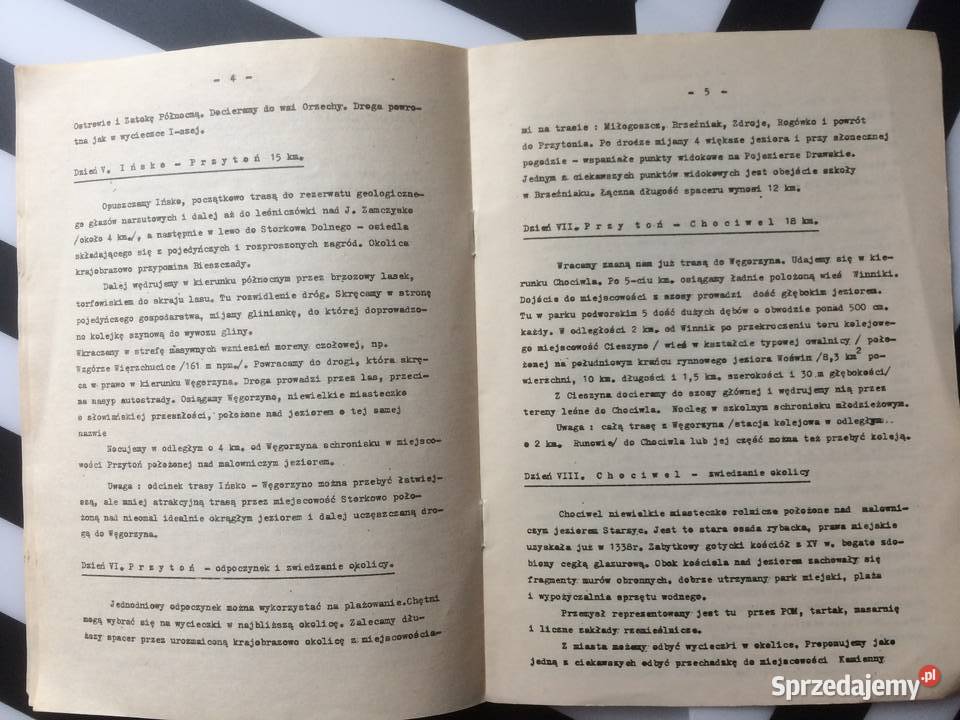 - 4 -
Ostrowie i Zatokę Północną. Docieramy do wsi Orzechy. Droga powro-
tna jak w wycieczce I-szej.
Dzień V. Ińsko - Przytoń 15 km.
Opuszczamy Ińsko, początkowo trasą do rezerwatu geologiczne-
go głazów narzutowych i dalej aż do leśniczówki nad J. Zamczysko
/około 4 km./, a następnie w lewo do Storkowa Dolnego - osiedla
składającego się z pojedyńczych i rozproszonych zagród. Okolica
krajobrazowo przypomina Bieszczady.
Dalej wędrujemy w kierunku północnym przez brzozowy lasek,
torfowiskiem do skraju lasu. Tu rozwidlenie dróg. Skręcamy w stronę
pojedyńczego gospodarstwa, mijamy gliniankę, do której doprowadzo-
no kolejkę szynową do wywozu gliny.
Wkraczamy w strefę masywnych wzniesień moreny czołowej, np.
Wzgórze Wierzchucice /161 m npm./. Powracamy do drogi, która skrę-
ca w prawo w kierunku Węgorzyna. Droga prowadzi przez las, przeci-
na nasyp autostrady. Osiągamy Węgorzyno, niewielkie miasteczko
o słowińskiej przeszłości, położone nad jeziorem o tej samej
nazwie
Nocujemy w odległym o 4 km. od Węgorzyna schronisku w miejsco-
wości Przytoń położonej nad malowniczym jeziorem.
Uwaga : odcinek trasy Ińsko - Węgorzyno można przebyć łatwiej-
szą, ale mniej atrakcyjną trasą przez miejscowość Storkowo poło-
żoną nad nieomal idealnie okrągłym jeziorem i dalej uczęszczaną dro-
gą do Węgorzyna.
Dzień VI. Przytoń - odpoczynek i zwiedzanie okolicy.
Jednodniowy odpoczynek można wykorzystać na plażowanie. Chętni
mogą wybrać się na wycieczki w najbliższą okolicę. Zalecamy dłu-
ższy spacer przez urozmaiconą krajobrazowo okolicę z miejscowościa-
- 5 -
mi na trasie : Miłogoszcz, Brzeźniak, Zdroje, Rogówko i powrót
do Przytonia. Po drodze mijamy 4 większe jeziora i przy słonecznej
pogodzie - wspaniałe punkty widokowe na Pojezierze Drawskie.
Jednym z ciekawszych punktów widokowych jest obejście szkoły
w Brzeźniaku. Łączna długość spaceru wynosi 12 km.
Dzień VII. Przytoń - Chociwel 18 km.
Wracamy znaną nam już trasą do Węgorzyna. Udajemy się w kie-
runku Chociwla. Po 5-ciu km. osiągamy ładnie położoną wieś Winniki.
Dojście do miejscowości z szosy prowadzi dość głębokim jeziorem.
Tu w parku podworskim 5 dość dużych dębów o obwodzie ponad 500 cm.
każdy. W odległości 2 km. od Winnik po przekroczeniu toru kolejowe-
go miejscowość Cieszyno / wieś w kształcie typowej owalnicy / poło-
żonej na południowym krańcu rynnowego jeziora Woświn /8,3 km2 po-
wierzchni, 10 km. długości i 1,5 km. szerokości i 30 m głębokości/
Z Cieszyna docieramy do szosy głównej i wędrujemy nią przez
tereny leśne do Chociwla. Nocleg w szkolnym schronisku młodzieżowym.
Uwaga : całą trasę z Węgorzyna /stacja kolejowa w odległym..
o 2 km. Runowie/ do Chociwla lub jej część można też przebyć koleją.
Dzień VIII. Chociwel - zwiedzanie okolicy
Chociwel niewielkie miasteczko rolnicze położone nad malowni-
czym jeziorem Starzyc. Jest to stara osada rybacka, prawa miejskie
uzyskała już w 1338r. Zabytkowy gotycki kościół z XV w. bogato zdo-
biony cegłą glazurową. Obok kościoła nad jeziorem zachowały się
fragmenty murów obronnych, dobrze utrzymany park miejski, plaża
i wypożyczalnia sprzętu wodnego.
Przemysł reprezentowany jest tu przez POM, tartak, masarnię
i liczne zakłady rzemieślnicze.
Z miasta możemy odbyć wycieczki w okolice. Proponujemy jako
jedną z ciekawszych odbyć przechadzkę do miejscowości Kamienny
Sprzedajemy.pl